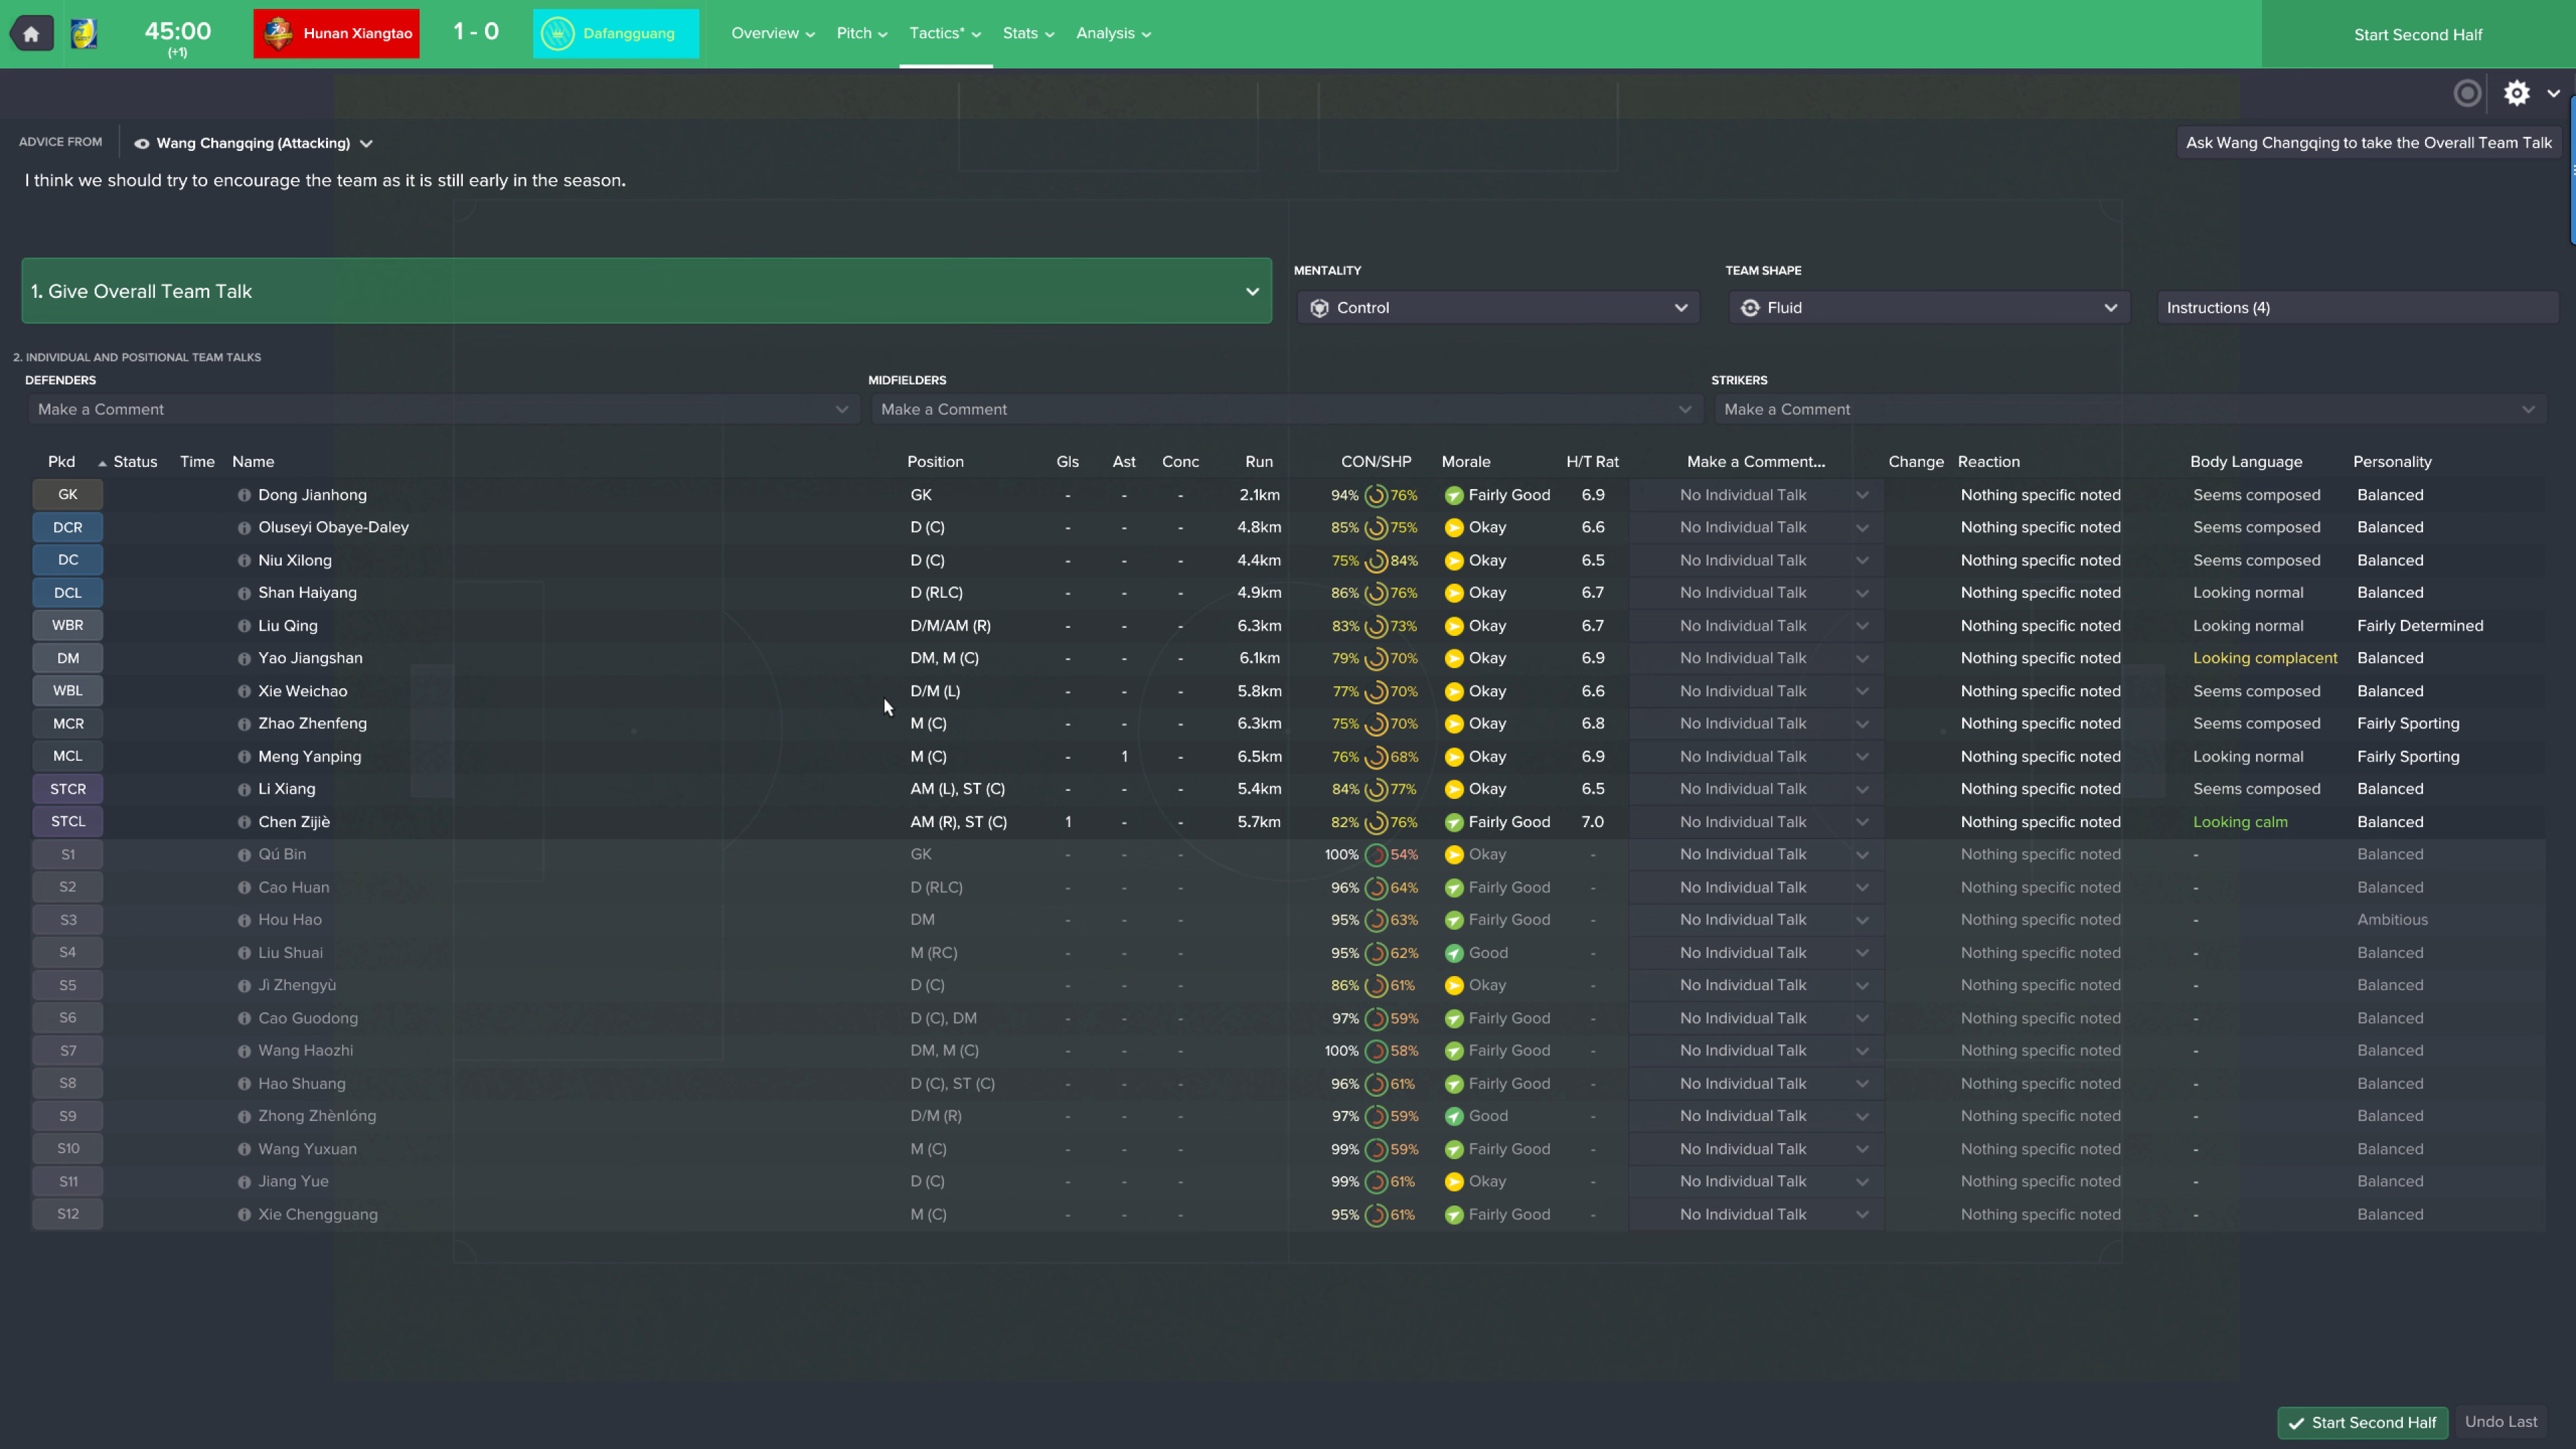 45:00
(+1)
Hunan Xiangtao
1 - 0
Dafangguang
Overview
Pitch
Tactics*
Stats
Analysis
Start Second Half
ADVICE FROM
Wang Changqing (Attacking)
Ask Wang Changqing to take the Overall Team Talk
I think we should try to encourage the team as it is still early in the season.
1. Give Overall Team Talk
MENTALITY
Control
TEAM SHAPE
Fluid
Instructions (4)
2. INDIVIDUAL AND POSITIONAL TEAM TALKS
DEFENDERS MIDFIELDERS STRIKERS
Make a Comment Make a Comment Make a Comment
Pkd Status Time Name Position Gls Ast Conc Run CON/SHP Morale H/T Rat Make a Comment... Change Reaction Body Language Personality
GK Dong Jianhong GK - - - 2.1km 94% 76% Fairly Good 6.9 No Individual Talk Nothing specific noted Seems composed Balanced
DCR Oluseyi Obaye-Daley D (C) - - - 4.8km 85% 75% Okay 6.6 No Individual Talk Nothing specific noted Seems composed Balanced
DC Niu Xilong D (C) - - - 4.4km 75% 84% Okay 6.5 No Individual Talk Nothing specific noted Seems composed Balanced
DCL Shan Haiyang D (RLC) - - - 4.9km 86% 76% Okay 6.7 No Individual Talk Nothing specific noted Looking normal Balanced
WBR Liu Qing D/M/AM (R) - - - 6.3km 83% 73% Okay 6.7 No Individual Talk Nothing specific noted Looking normal Fairly Determined
DM Yao Jiangshan DM, M (C) - - - 6.1km 79% 70% Okay 6.9 No Individual Talk Nothing specific noted Looking complacent Balanced
WBL Xie Weichao D/M (L) - - - 5.8km 77% 70% Okay 6.6 No Individual Talk Nothing specific noted Seems composed Balanced
MCR Zhao Zhenfeng M (C) - - - 6.3km 75% 70% Okay 6.8 No Individual Talk Nothing specific noted Seems composed Fairly Sporting
MCL Meng Yanping M (C) - 1 - 6.5km 76% 68% Okay 6.9 No Individual Talk Nothing specific noted Looking normal Fairly Sporting
STCR Li Xiang AM (L), ST (C) - - - 5.4km 84% 77% Okay 6.5 No Individual Talk Nothing specific noted Seems composed Balanced
STCL Chen Zijiè AM (R), ST (C) 1 - - 5.7km 82% 76% Fairly Good 7.0 No Individual Talk Nothing specific noted Looking calm Balanced
S1 Qú Bin GK - - - 100% 54% Okay - No Individual Talk Nothing specific noted - Balanced
S2 Cao Huan D (RLC) - - - 96% 64% Fairly Good - No Individual Talk Nothing specific noted - Balanced
S3 Hou Hao DM - - - 95% 63% Fairly Good - No Individual Talk Nothing specific noted - Ambitious
S4 Liu Shuai M (RC) - - - 95% 62% Good - No Individual Talk Nothing specific noted - Balanced
S5 Jì Zhengyù D (C) - - - 86% 61% Okay - No Individual Talk Nothing specific noted - Balanced
S6 Cao Guodong D (C), DM - - - 97% 59% Fairly Good - No Individual Talk Nothing specific noted - Balanced
S7 Wang Haozhi DM, M (C) - - - 100% 58% Fairly Good - No Individual Talk Nothing specific noted - Balanced
S8 Hao Shuang D (C), ST (C) - - - 96% 61% Fairly Good - No Individual Talk Nothing specific noted - Balanced
S9 Zhong Zhènlóng D/M (R) - - - 97% 59% Good - No Individual Talk Nothing specific noted - Balanced
S10 Wang Yuxuan M (C) - - - 99% 59% Fairly Good - No Individual Talk Nothing specific noted - Balanced
S11 Jiang Yue D (C) - - - 99% 61% Okay - No Individual Talk Nothing specific noted - Balanced
S12 Xie Chengguang M (C) - - - 95% 61% Fairly Good - No Individual Talk Nothing specific noted - Balanced
Start Second Half
Undo Last